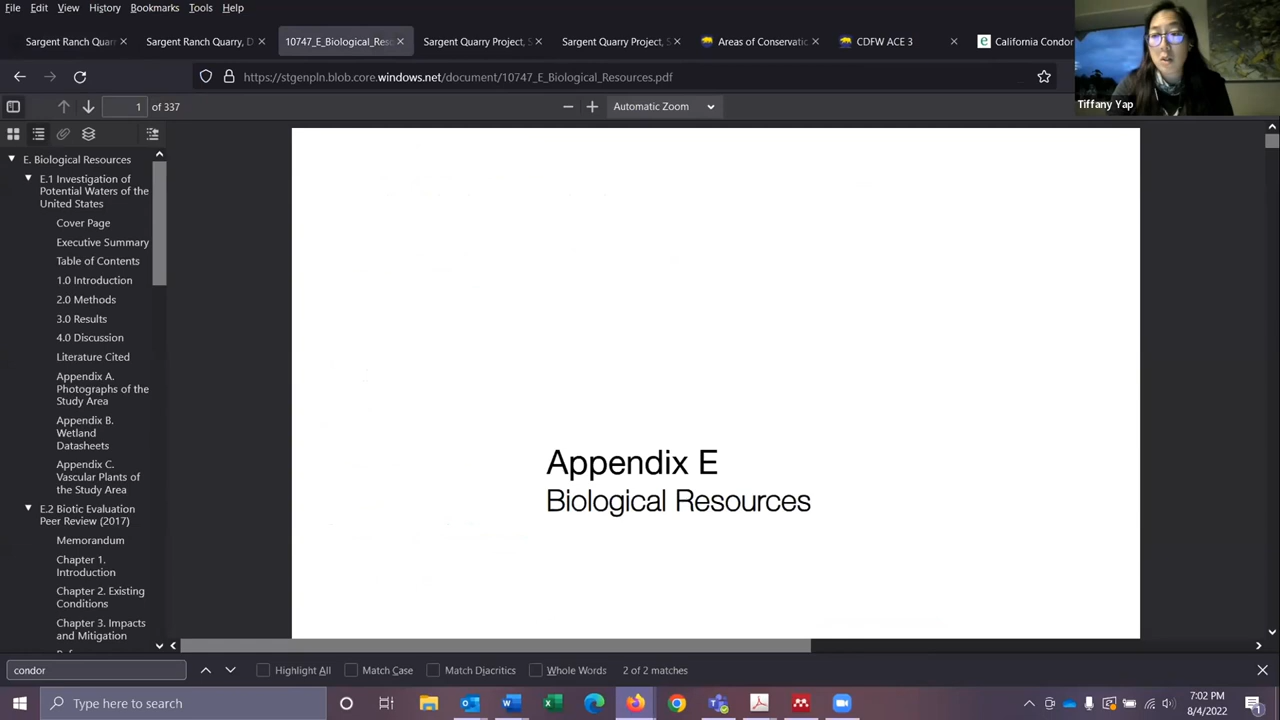 File Edit View History Bookmarks Tools Help
Sargent Ranch Quarr
Sargent Ranch Quarry, D
10747_E_Biological_Reso
Sargent Quarry Project, S
Sargent Quarry Project, S
Areas of Conservatio
CDFW ACE 3
California Condor
https://stgenpln.blob.core.windows.net/document/10747_E_Biological_Resources.pdf
1 of 337
Automatic Zoom
E. Biological Resources
E.1 Investigation of
Potential Waters of the
United States
Cover Page
Executive Summary
Table of Contents
1.0 Introduction
2.0 Methods
3.0 Results
4.0 Discussion
Literature Cited
Appendix A.
Photographs of the
Study Area
Appendix B.
Wetland
Datasheets
Appendix C.
Vascular Plants of
the Study Area
E.2 Biotic Evaluation
Peer Review (2017)
Memorandum
Chapter 1.
Introduction
Chapter 2. Existing
Conditions
Chapter 3. Impacts
and Mitigation
Appendix E
Biological Resources
Tiffany Yap
condor
Highlight All
Match Case
Match Diacritics
Whole Words
2 of 2 matches
Type here to search
7:02 PM
8/4/2022